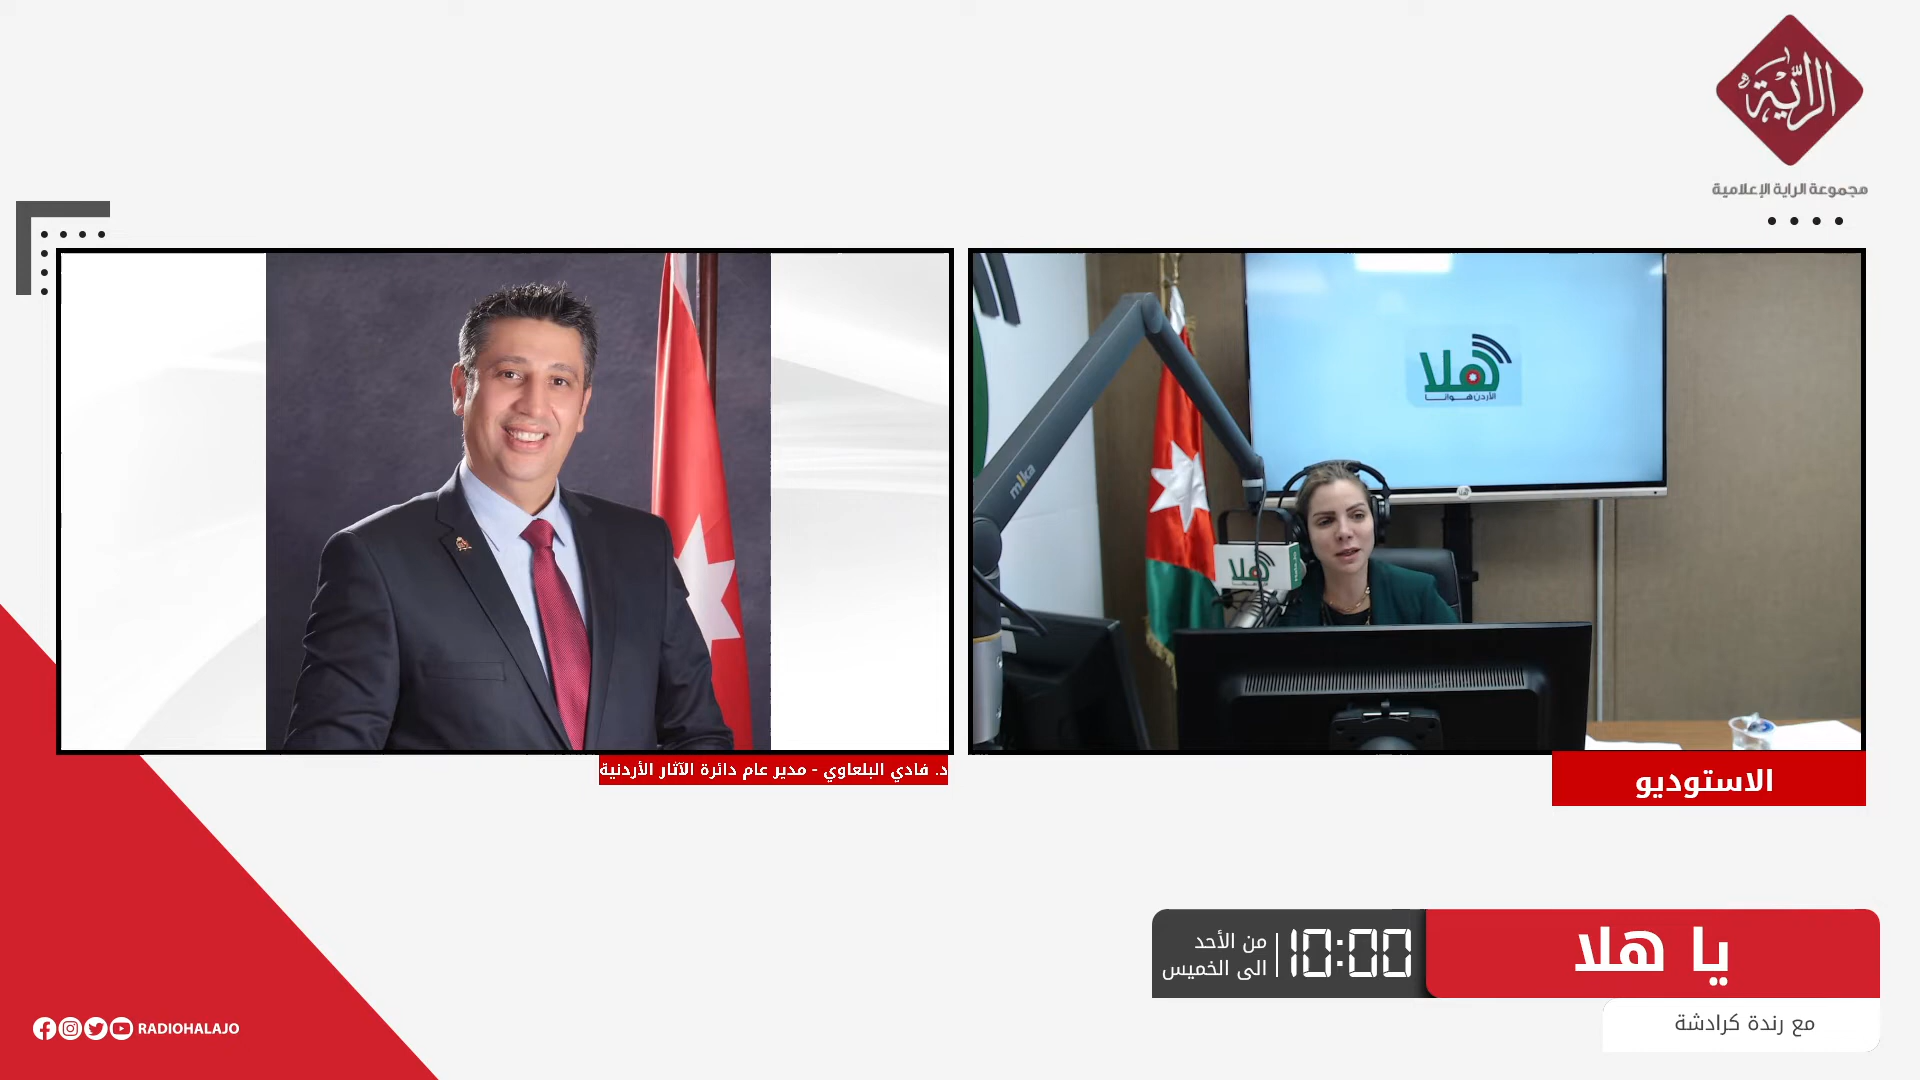 الراية
مجموعة الراية الإعلامية
هلا
الأردن هوانا
mika
هلا
د. فادي البلعاوي - مدير عام دائرة الآثار الأردنية
الاستوديو
يا هلا
10:00
من الأحد
الى الخميس
مع رندة كرادشة
RADIOHALAJO